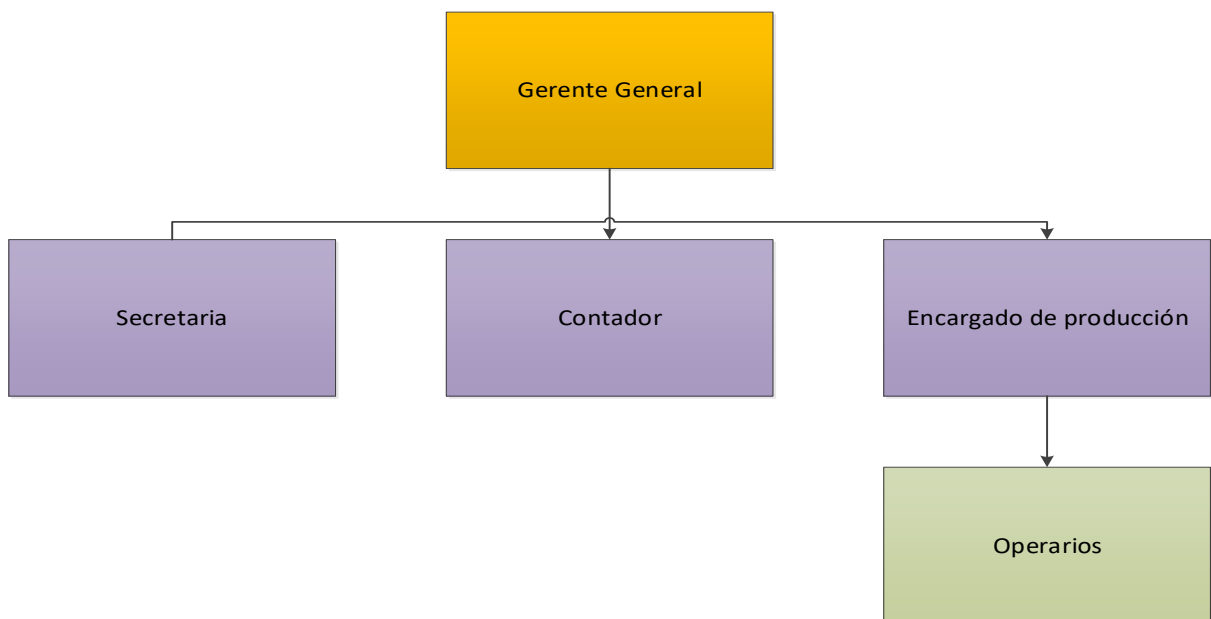 Gerente General
Secretaria
Contador
Encargado de producción
Operarios